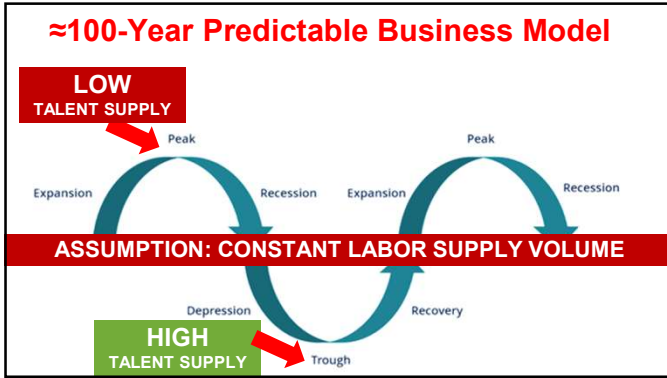 ≈100-Year Predictable Business Model
LOW
TALENT SUPPLY
Peak
Peak
Expansion
Recession
Expansion
Recession
ASSUMPTION: CONSTANT LABOR SUPPLY VOLUME
Depression
Recovery
HIGH
TALENT SUPPLY
Trough